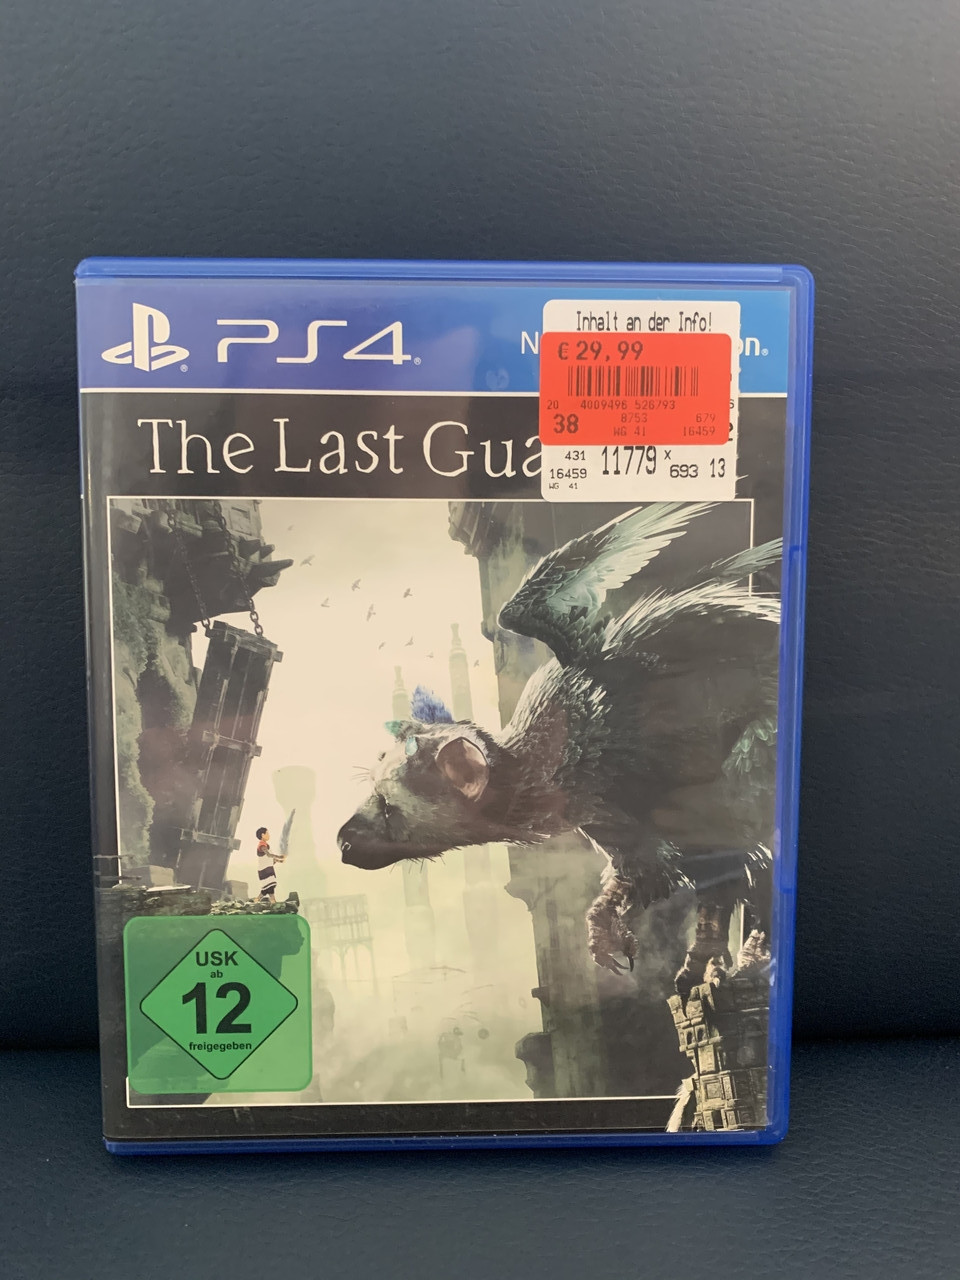 PS4
N
on
Inhalt an der Info!
€ 29,99
20 4009496 526793
38 8753 679
WG 41 16459
The Last Gua
431
16459 11779 x 693 13
WG 41
USK
ab
12
freigegeben